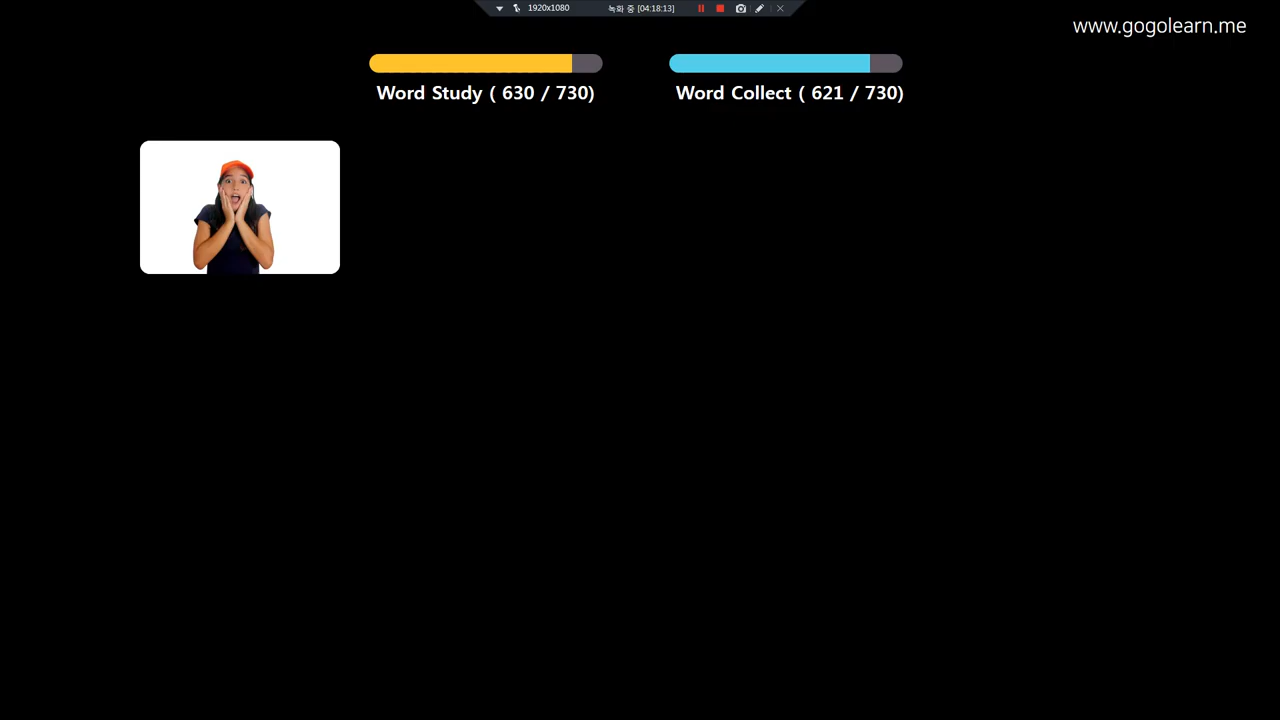 1920x1080 녹화 중 [04:18:13]
www.gogolearn.me
Word Study ( 630 / 730) Word Collect ( 621 / 730)